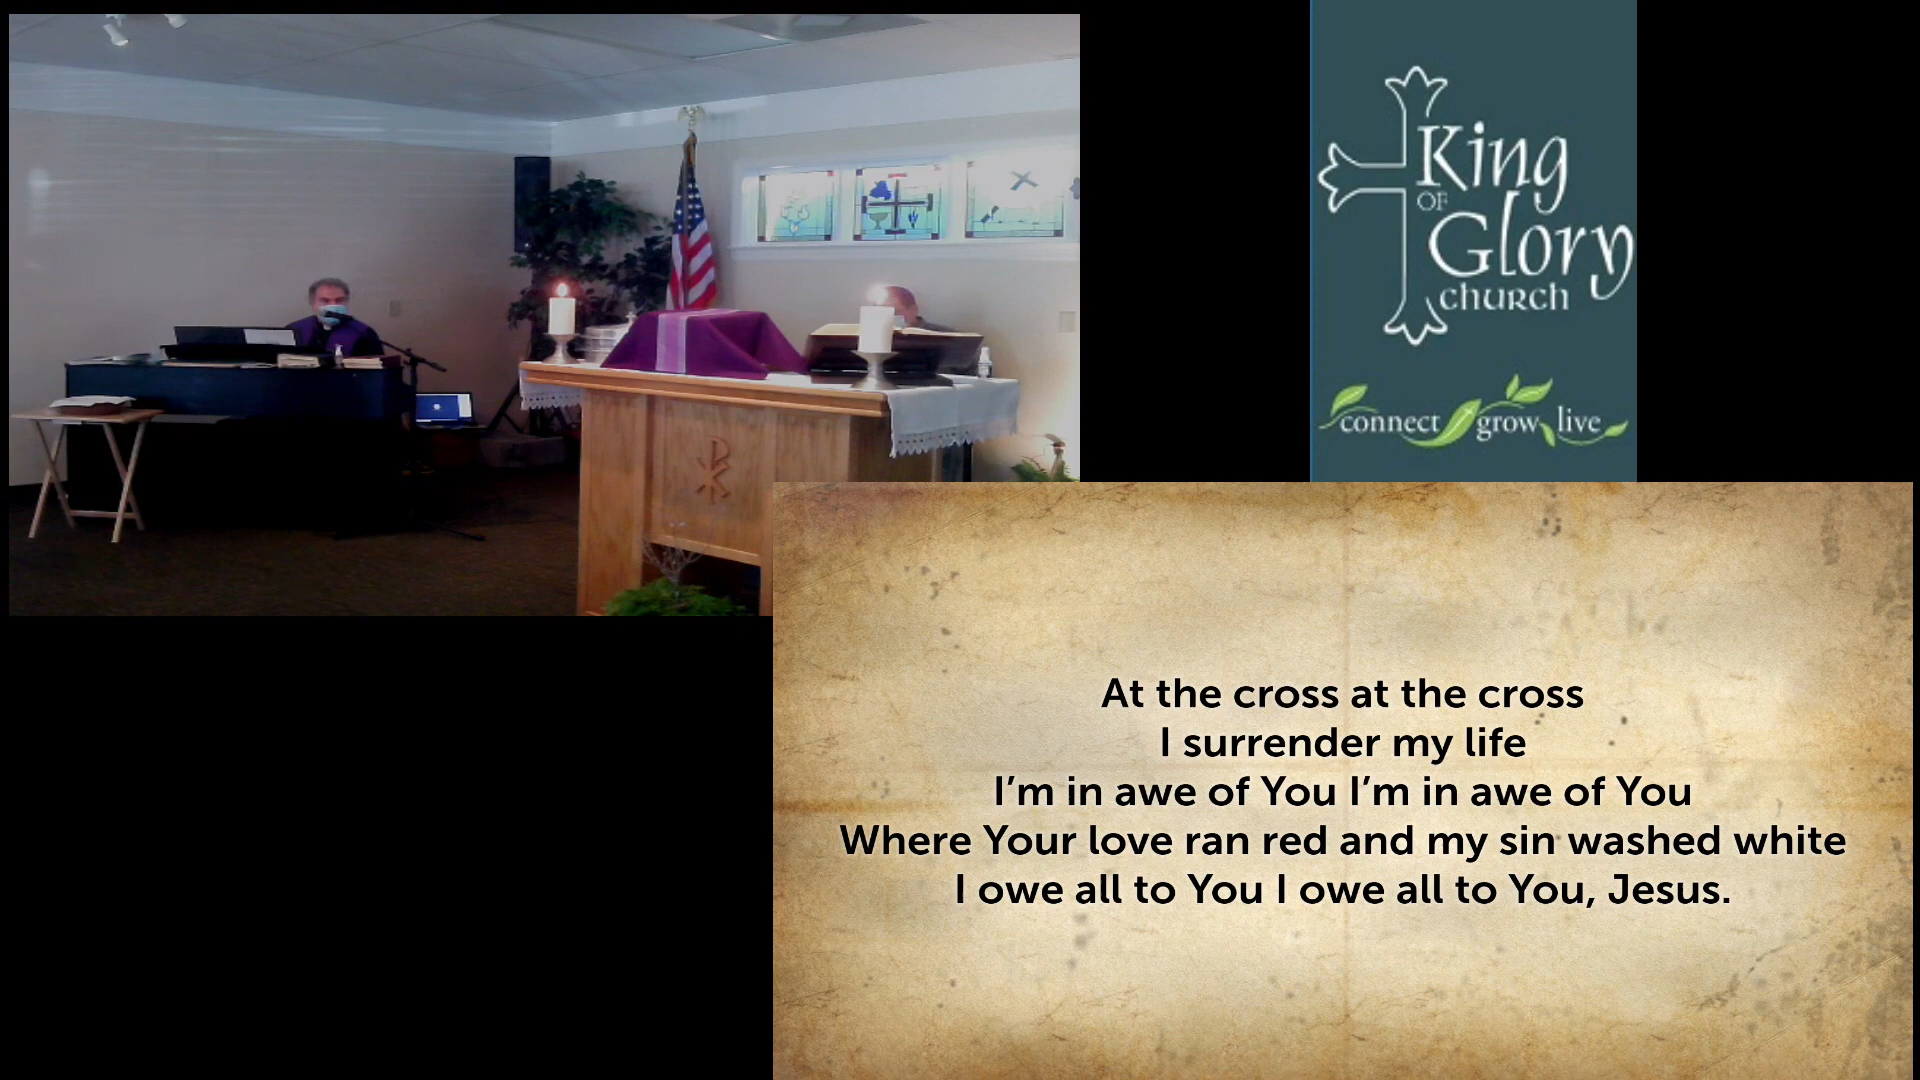 King
OF
Glory
church
connect grow live
At the cross at the cross
I surrender my life
I’m in awe of You I’m in awe of You
Where Your love ran red and my sin washed white
I owe all to You I owe all to You, Jesus.